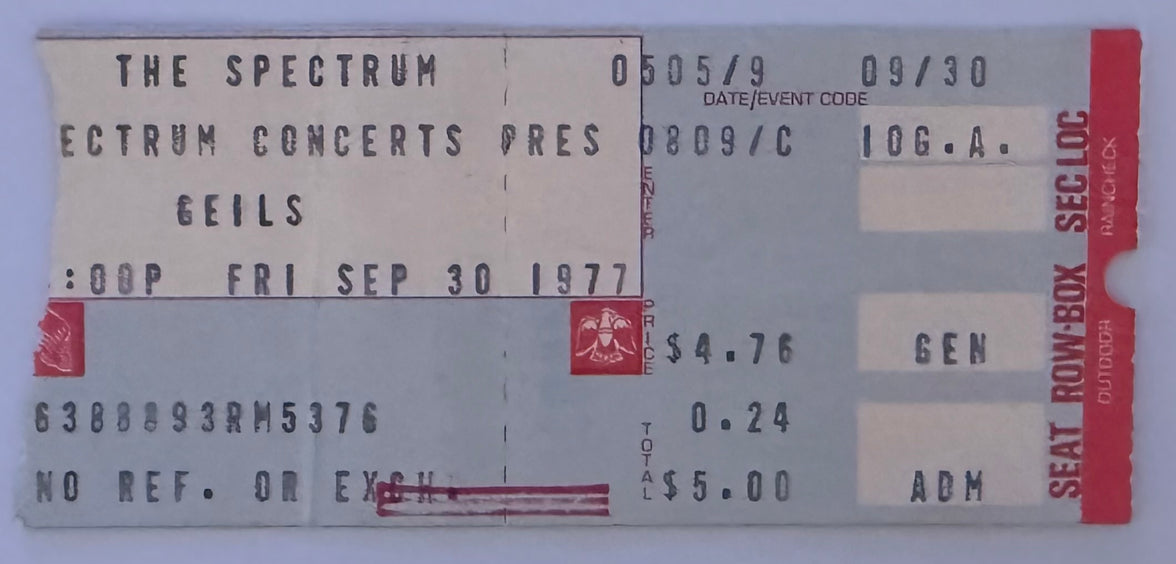 THE SPECTRUM 0505/9 09/30
DATE/EVENT CODE
ECTRUM CONCERTS PRES 0809/C 10G.A.
ENTER
GEILS
:00P FRI SEP 30 1977
PRICE $4.76 GEN
6388893RM5376 0.24
TOTAL
NO REF. OR EXCH. $5.00 ADM
SEAT ROW-BOX SEC LOC
OUTDOOR RAINCHECK